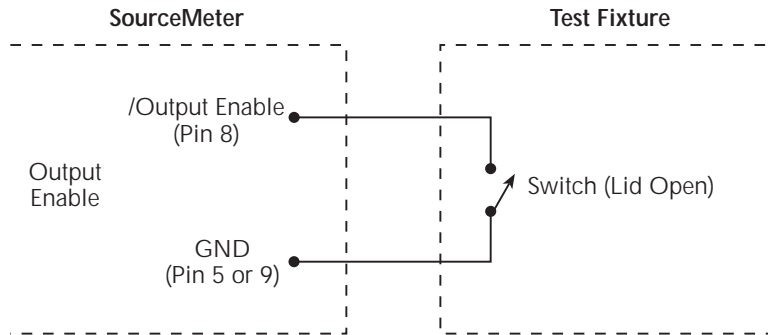 SourceMeter
Test Fixture
/Output Enable
(Pin 8)
Output
Enable
Switch (Lid Open)
GND
(Pin 5 or 9)